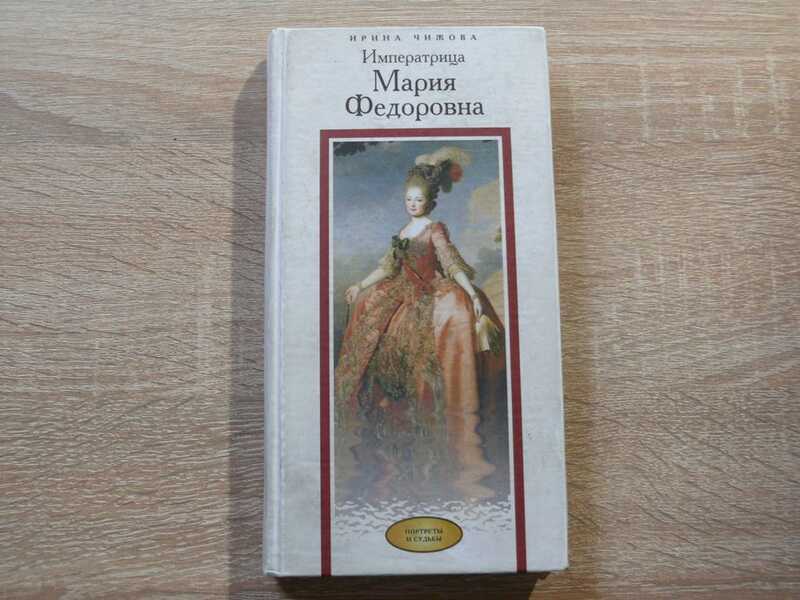 ИРИНА ЧИЖОВА
Императрица
Мария
Федоровна
ПОРТРЕТЫ
И СУДЬБЫ